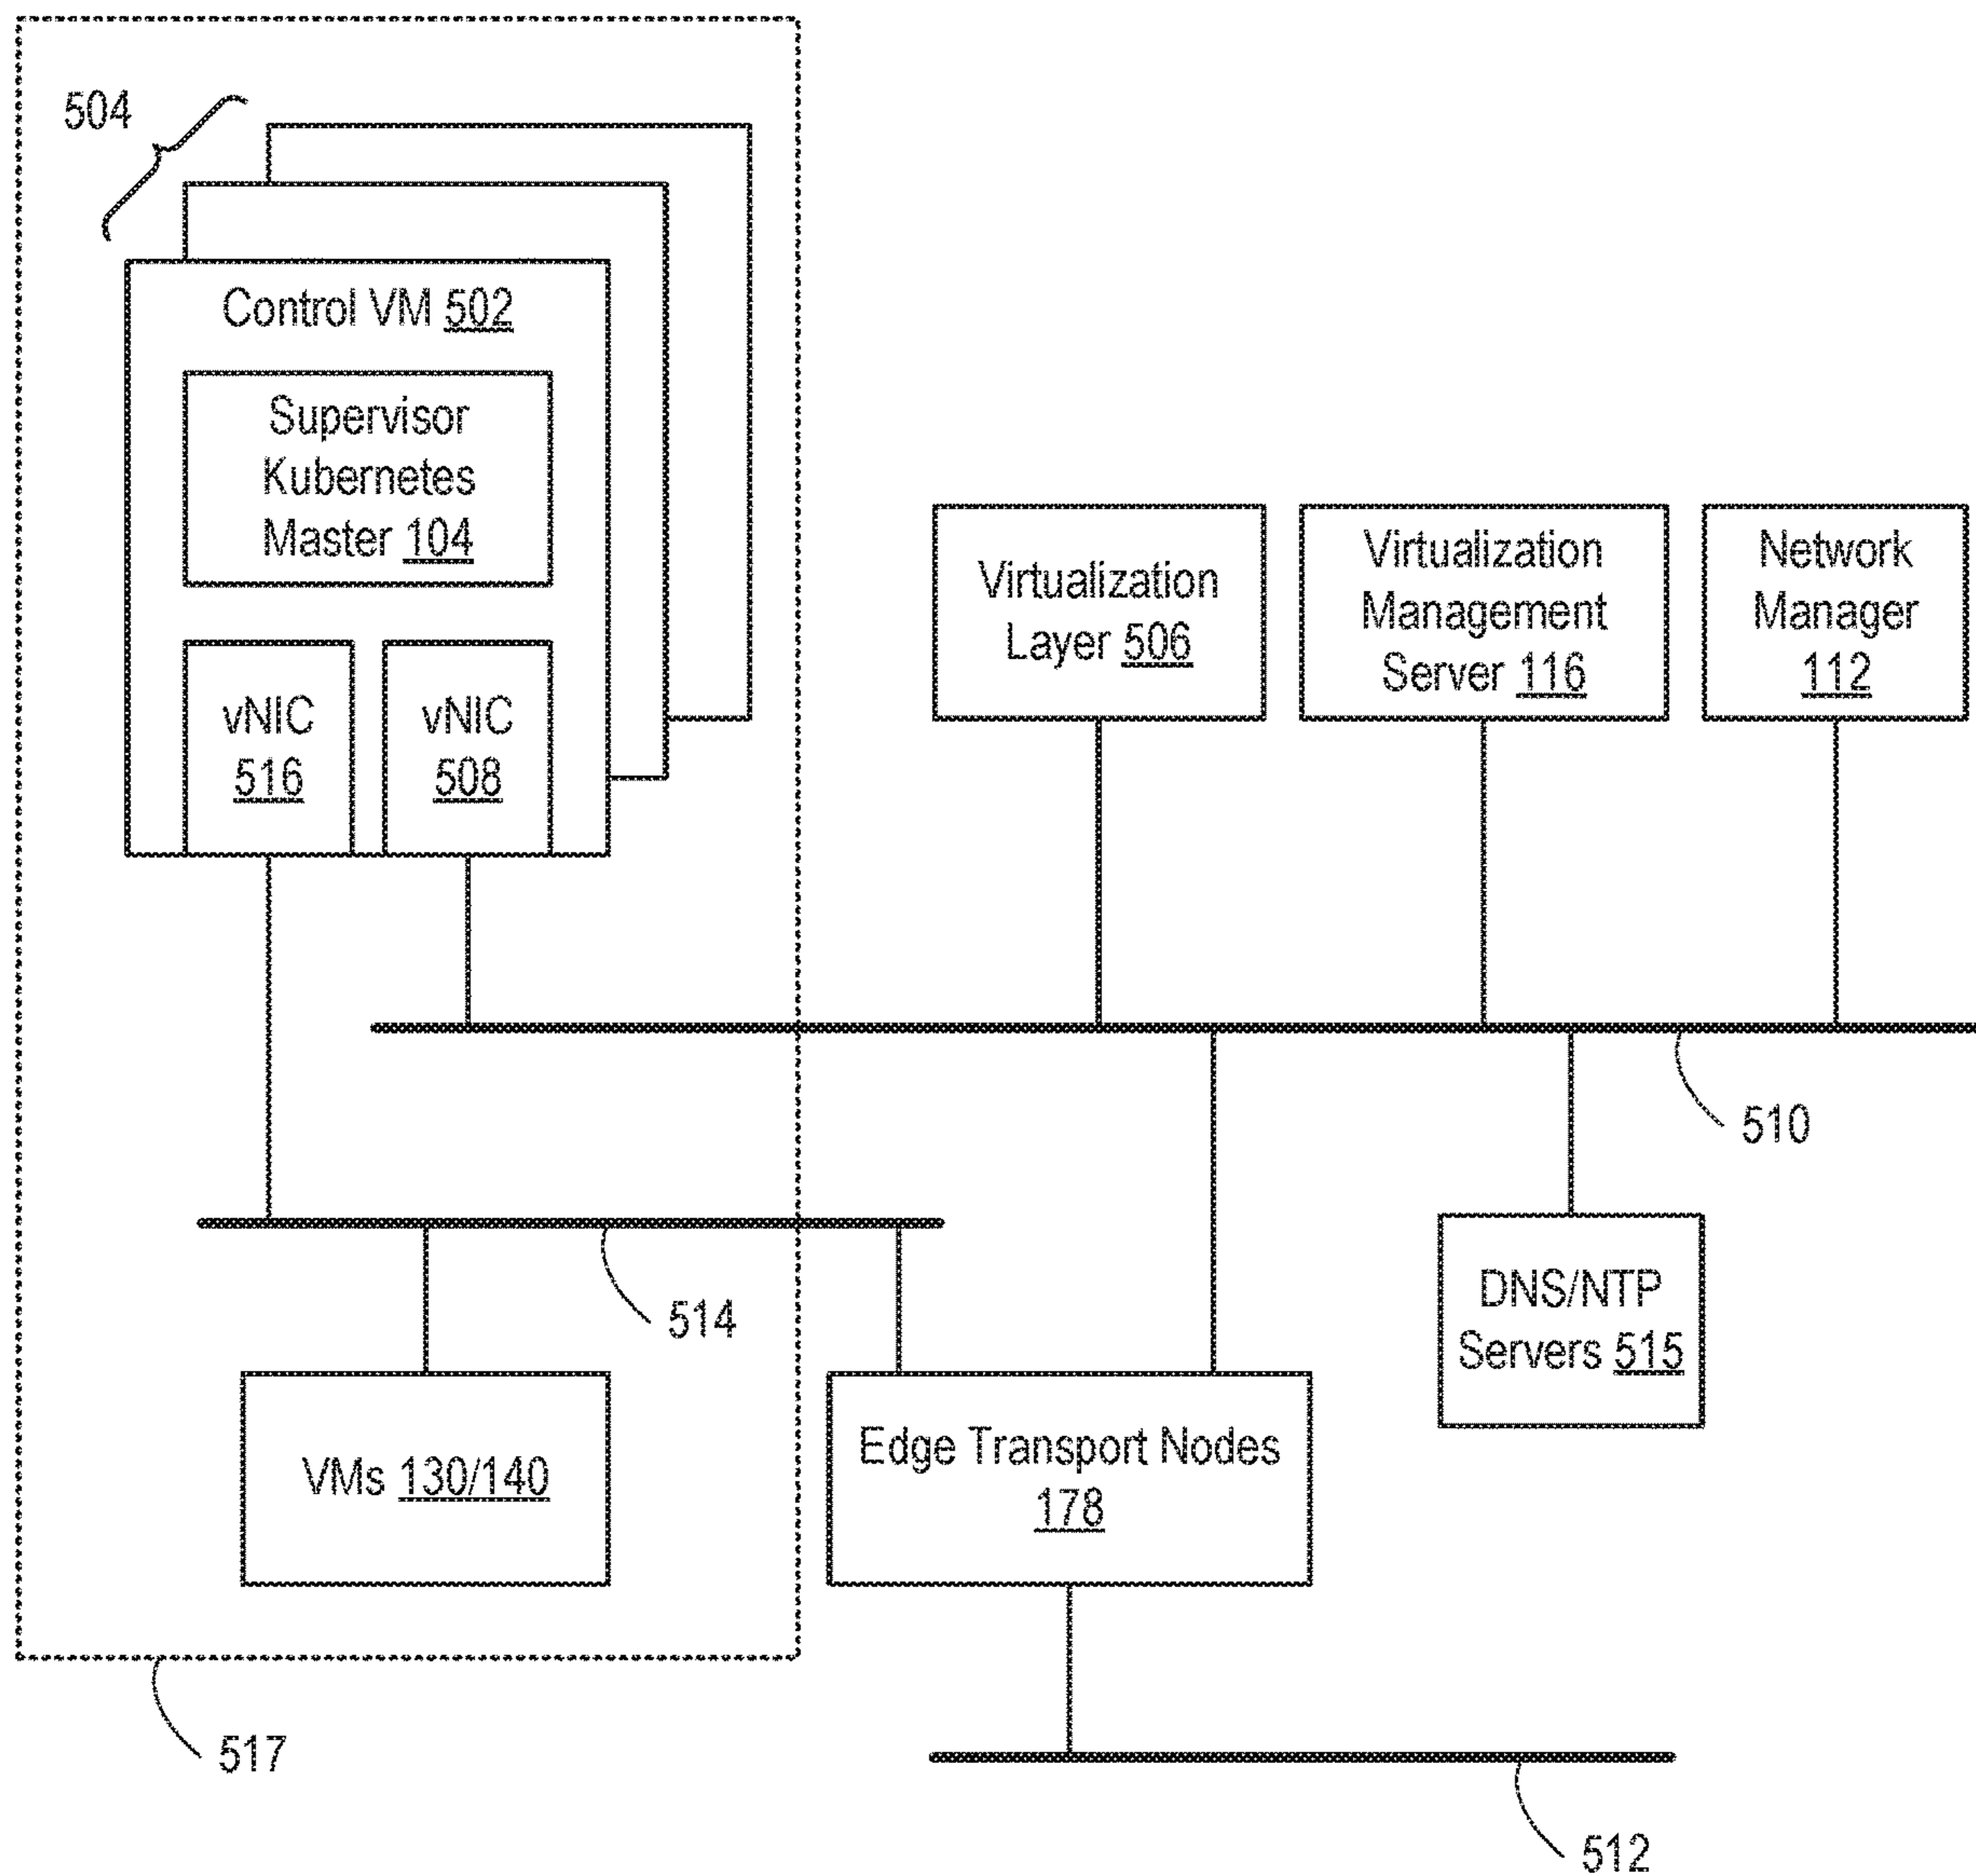 504
Control VM 502
Supervisor
Kubernetes
Master 104
vNIC
516
vNIC
508
Virtualization
Layer 506
Virtualization
Management
Server 116
Network
Manager
112
510
514
DNS/NTP
Servers 515
VMs 130/140
Edge Transport Nodes
178
517
512